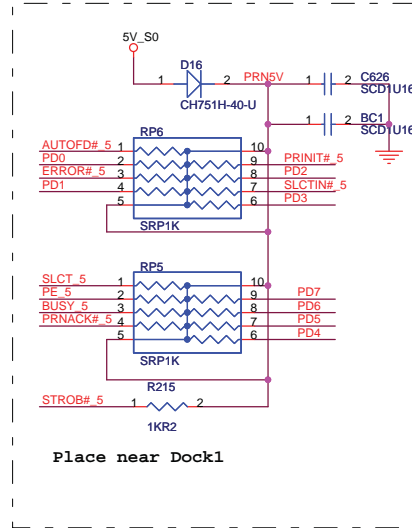 5V_S0
D16
1 2 PRN5V 1 2 C626
CH751H-40-U SCD1U16
1 2 BC1
SCD1U16
RP6
AUTOFD#_5 1 10
PD0 2 9 PRINIT#_5
ERROR#_5 3 8 PD2
PD1 4 7 SLCTIN#_5
5 6 PD3
SRP1K
RP5
SLCT_5 1 10
PE_5 2 9 PD7
BUSY_5 3 8 PD6
PRNACK#_5 4 7 PD5
5 6 PD4
SRP1K
R215
STROB#_5 1 2
1KR2
Place near Dock1